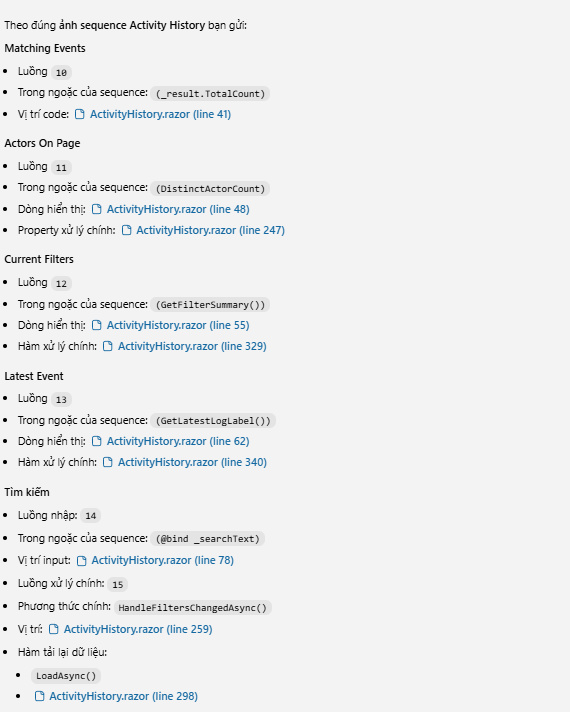 Theo đúng ảnh sequence Activity History bạn gửi:
Matching Events
• Luồng 10
• Trong ngoặc của sequence: (_result.TotalCount)
• Vị trí code: ActivityHistory.razor (line 41)
Actors On Page
• Luồng 11
• Trong ngoặc của sequence: (DistinctActorCount)
• Dòng hiển thị: ActivityHistory.razor (line 48)
• Property xử lý chính: ActivityHistory.razor (line 247)
Current Filters
• Luồng 12
• Trong ngoặc của sequence: (GetFilterSummary())
• Dòng hiển thị: ActivityHistory.razor (line 55)
• Hàm xử lý chính: ActivityHistory.razor (line 329)
Latest Event
• Luồng 13
• Trong ngoặc của sequence: (GetLatestLogLabel())
• Dòng hiển thị: ActivityHistory.razor (line 62)
• Hàm xử lý chính: ActivityHistory.razor (line 340)
Tìm kiếm
• Luồng nhập: 14
• Trong ngoặc của sequence: (@bind _searchText)
• Vị trí input: ActivityHistory.razor (line 78)
• Luồng xử lý chính: 15
• Phương thức chính: HandleFiltersChangedAsync()
• Vị trí: ActivityHistory.razor (line 259)
• Hàm tải lại dữ liệu:
• LoadAsync()
• ActivityHistory.razor (line 298)